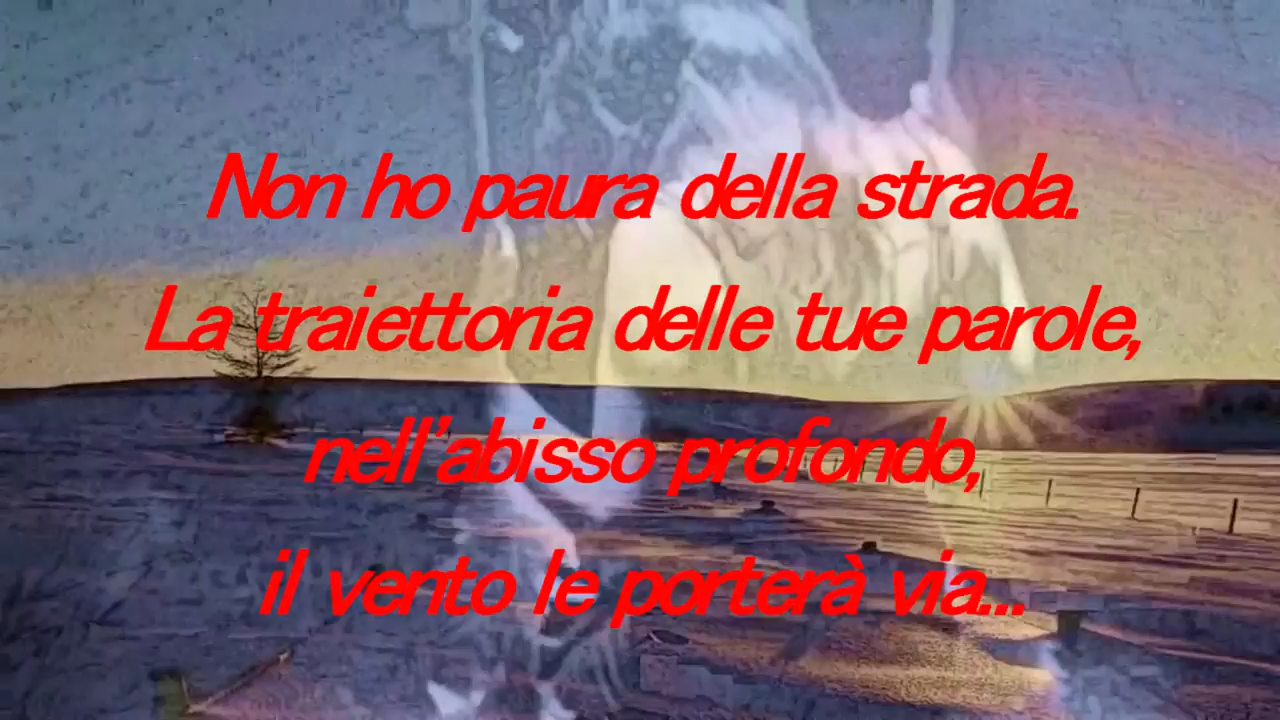 Non ho paura della strada.
La traiettoria delle tue parole,
nell'abisso profondo,
il vento le porterà via...